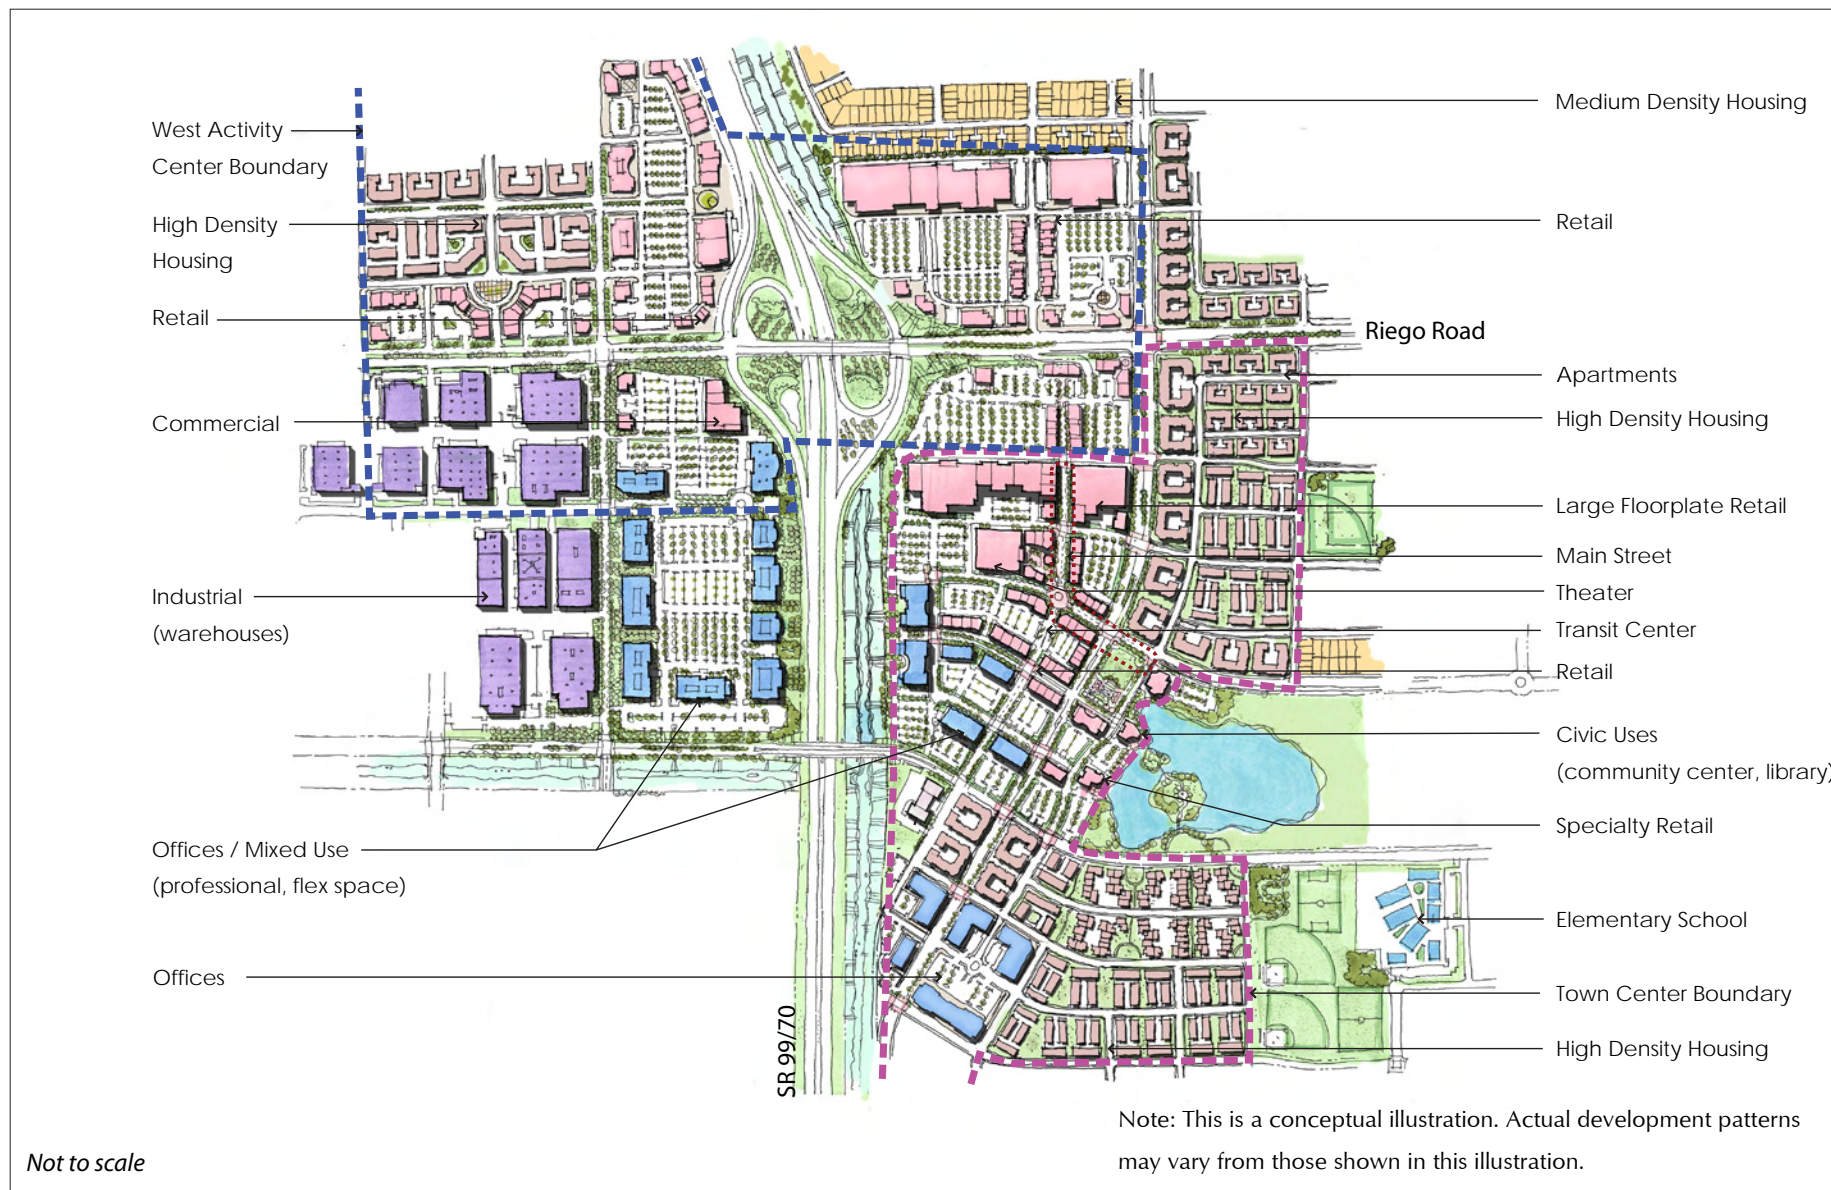 West Activity
Center Boundary
High Density
Housing
Retail
Commercial
Industrial
(warehouses)
Offices / Mixed Use
(professional, flex space)
Offices
SR 99/70
Riego Road
Medium Density Housing
Retail
Apartments
High Density Housing
Large Floorplate Retail
Main Street
Theater
Transit Center
Retail
Civic Uses
(community center, library)
Specialty Retail
Elementary School
Town Center Boundary
High Density Housing
Note: This is a conceptual illustration. Actual development patterns
may vary from those shown in this illustration.
Not to scale